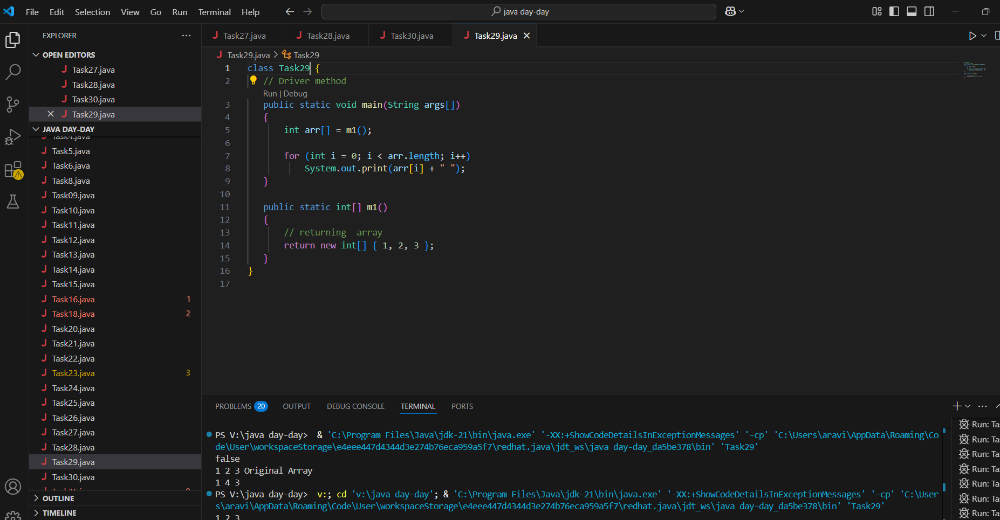 File Edit Selection View Go Run Terminal Help
java day-day
EXPLORER
OPEN EDITORS
Task27.java
Task28.java
Task30.java
Task29.java
JAVA DAY-DAY
Task4.java
Task5.java
Task6.java
Task8.java
Task09.java
Task10.java
Task11.java
Task12.java
Task13.java
Task14.java
Task15.java
Task16.java 1
Task18.java 2
Task20.java
Task21.java
Task22.java
Task23.java 3
Task24.java
Task25.java
Task26.java
Task27.java
Task28.java
Task29.java
Task30.java
OUTLINE
TIMELINE
Task27.java Task28.java Task30.java Task29.java
Task29.java > Task29
1 class Task29 {
2 // Driver method
Run | Debug
3 public static void main(String args[])
4 {
5 int arr[] = m1();
6
7 for (int i = 0; i < arr.length; i++)
8 System.out.print(arr[i] + " ");
9 }
10
11 public static int[] m1()
12 {
13 // returning  array
14 return new int[] { 1, 2, 3 };
15 }
16 }
17
PROBLEMS 20 OUTPUT DEBUG CONSOLE TERMINAL PORTS
PS V:\java day-day>  & 'C:\Program Files\Java\jdk-21\bin\java.exe' '-XX:+ShowCodeDetailsInExceptionMessages' '-cp' 'C:\Users\aravi\AppData\Roaming\Co
de\User\workspaceStorage\e4eee447d4344d3e274b76eca959a5f7\redhat.java\jdt_ws\java day-day_da5be378\bin' 'Task29'
false
1 2 3 Original Array
1 4 3
PS V:\java day-day>  v:; cd 'v:\java day-day'; & 'C:\Program Files\Java\jdk-21\bin\java.exe' '-XX:+ShowCodeDetailsInExceptionMessages' '-cp' 'C:\User
s\aravi\AppData\Roaming\Code\User\workspaceStorage\e4eee447d4344d3e274b76eca959a5f7\redhat.java\jdt_ws\java day-day_da5be378\bin' 'Task29'
1 2 3
Run: Ta
Run: Ta
Run: Ta
Run: Ta
Run: Ta
Run: Ta
Run: Ta